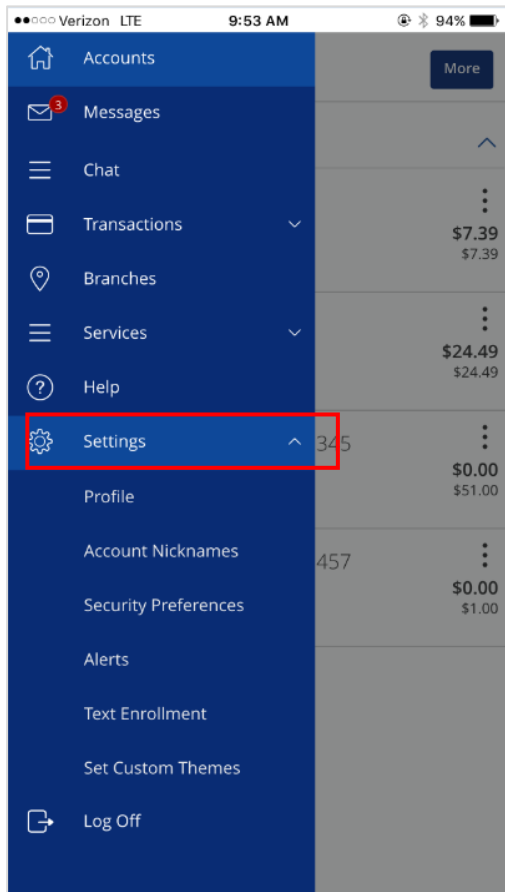 Verizon LTE 9:53 AM 94%
Accounts
More
3
Messages
Chat
Transactions
$7.39
$7.39
Branches
Services
$24.49
$24.49
? Help
Settings
345
$0.00
$51.00
Profile
Account Nicknames
457
$0.00
$1.00
Security Preferences
Alerts
Text Enrollment
Set Custom Themes
Log Off